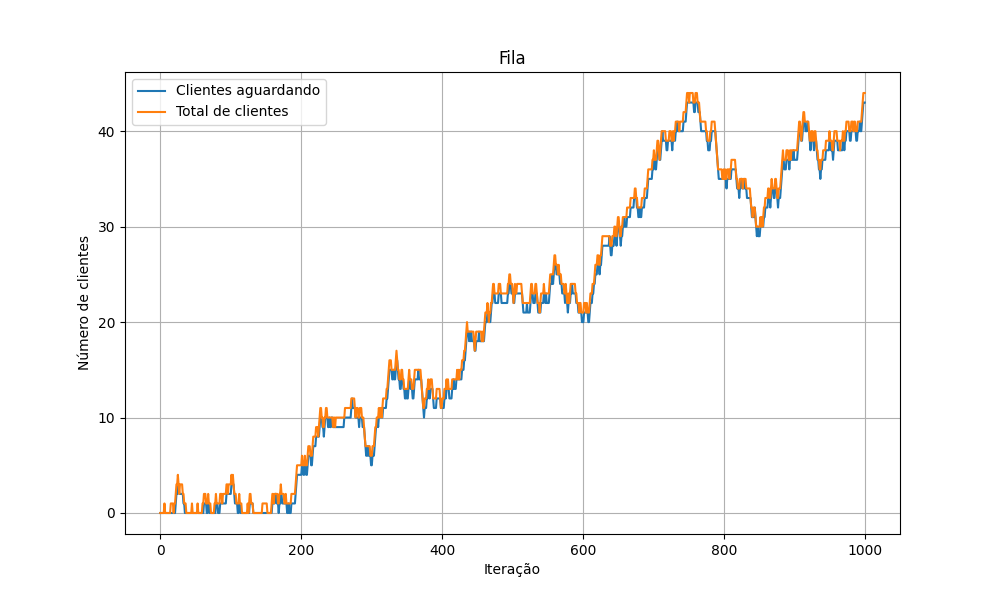 Fila
Clientes aguardando
Total de clientes
40
30
20
10
0
Número de clientes
0 200 400 600 800 1000
Iteração